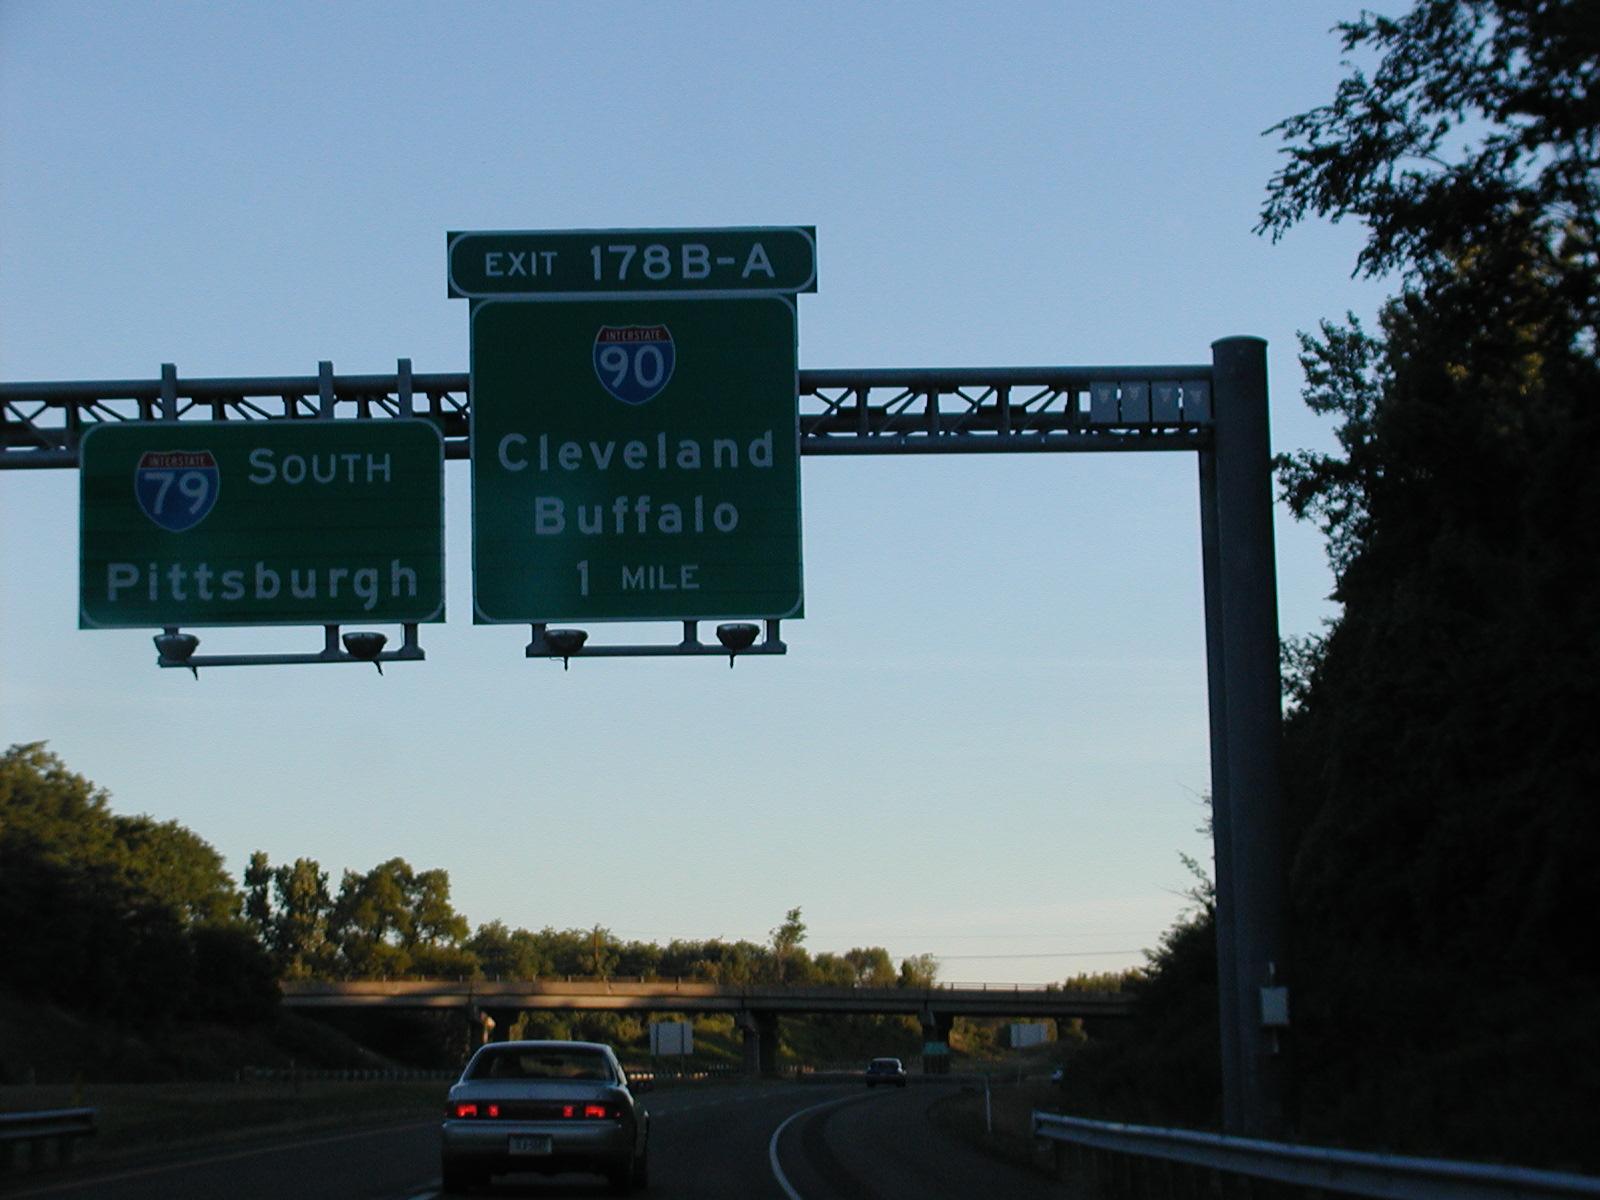 EXIT 178B-A
INTERSTATE
90
Cleveland
Buffalo
1 MILE
INTERSTATE
79 SOUTH
Pittsburgh